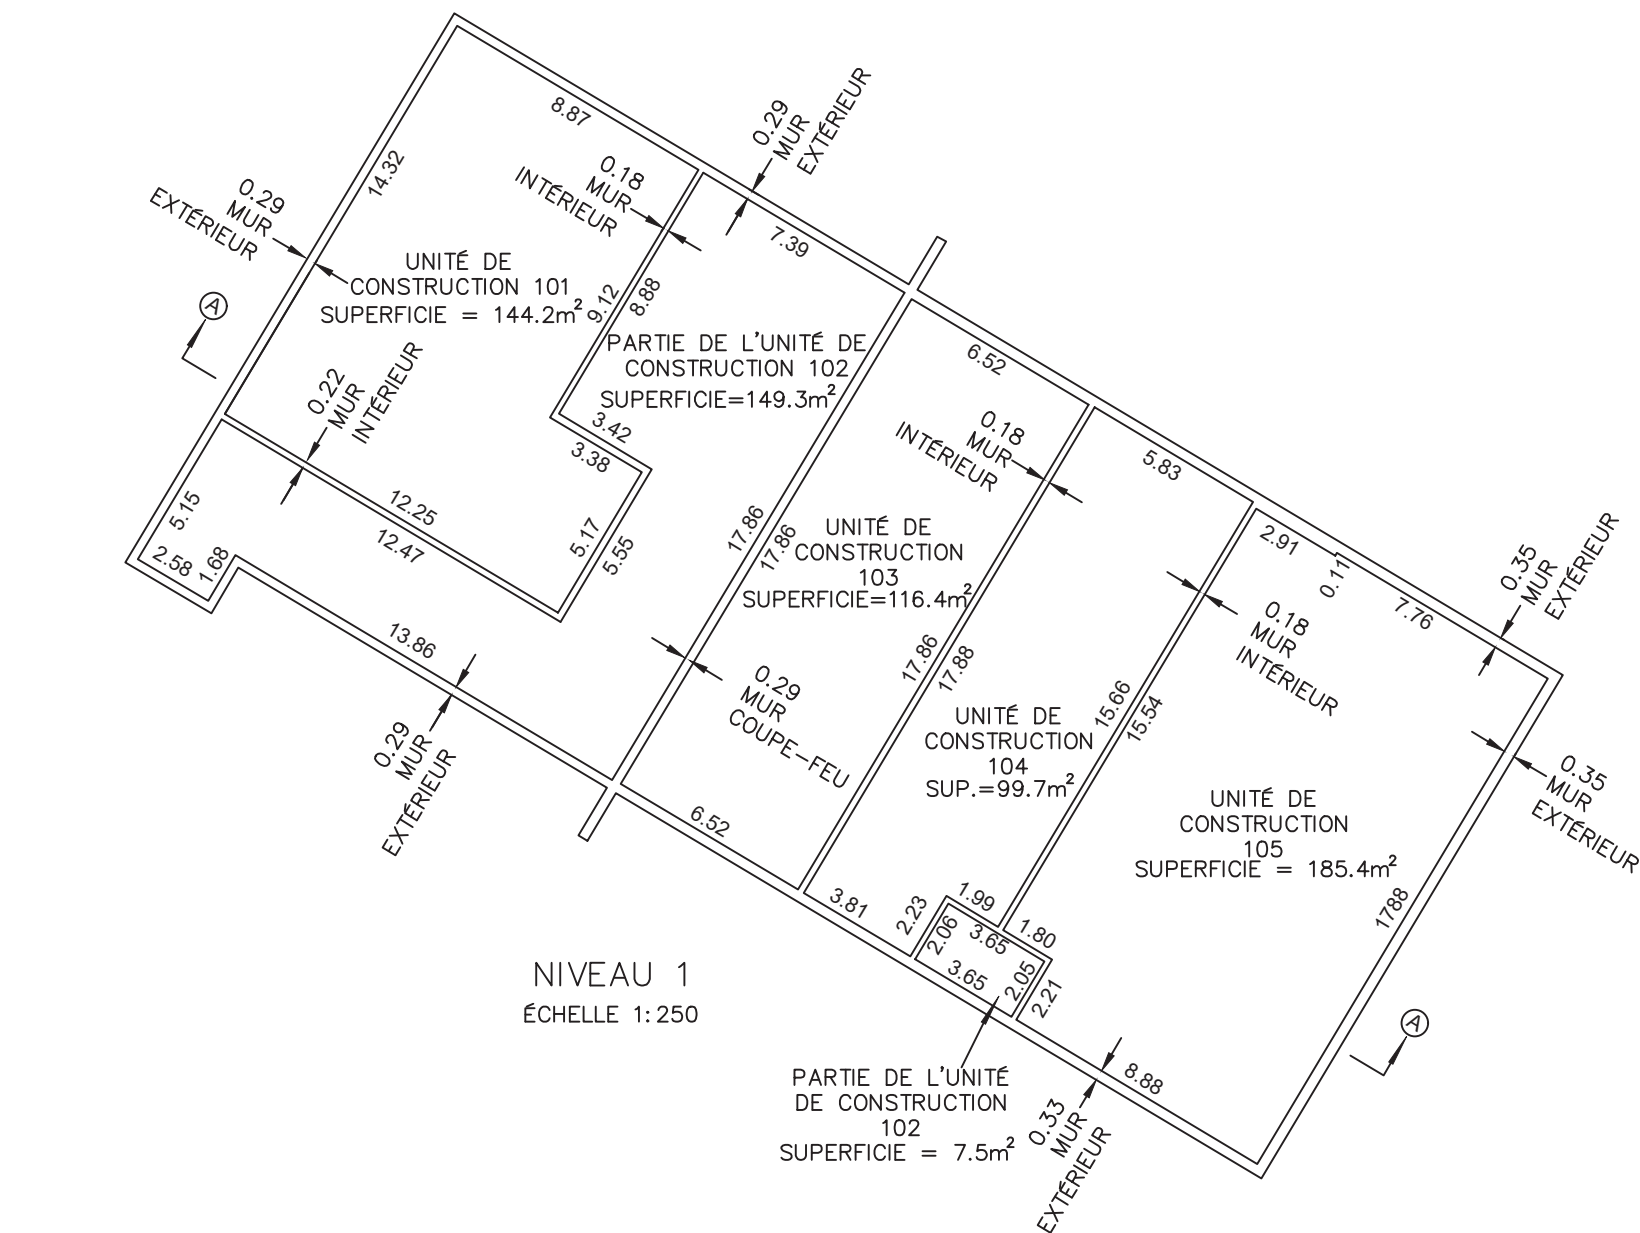 8.87
0.29
MUR
EXTÉRIEUR
14.32
0.18
MUR
INTÉRIEUR
0.29
MUR
EXTÉRIEUR
7.39
UNITÉ DE
CONSTRUCTION 101
SUPERFICIE = 144.2m²
A
9.12
8.88
PARTIE DE L'UNITÉ DE
CONSTRUCTION 102
SUPERFICIE=149.3m²
6.52
0.22
MUR
INTÉRIEUR
3.42
3.38
0.18
MUR
INTÉRIEUR
5.83
5.15
12.25
12.47
5.17
5.55
17.86
17.86
2.58
1.68
UNITÉ DE
CONSTRUCTION
103
SUPERFICIE=116.4m²
2.91
0.11
7.76
0.35
MUR
EXTÉRIEUR
13.86
0.18
MUR
INTÉRIEUR
17.86
17.88
0.29
MUR
COUPE-FEU
15.66
15.54
0.29
MUR
EXTÉRIEUR
UNITÉ DE
CONSTRUCTION
104
SUP.=99.7m²
0.35
MUR
EXTÉRIEUR
6.52
UNITÉ DE
CONSTRUCTION
105
SUPERFICIE = 185.4m²
3.81
2.23
1.99
2.06
3.65
1.80
3.65
2.05
2.21
1788
NIVEAU 1
ÉCHELLE 1:250
A
PARTIE DE L'UNITÉ
DE CONSTRUCTION
102
SUPERFICIE = 7.5m²
8.88
0.33
MUR
EXTÉRIEUR